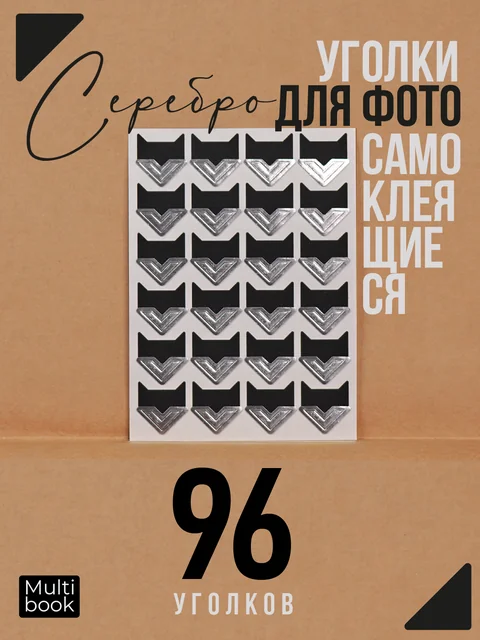 УГОЛКИ
Серебро ДЛЯ ФОТО
САМО
КЛЕЯ
ЩИЕ
СЯ
96
УГОЛКОВ
Multi
book